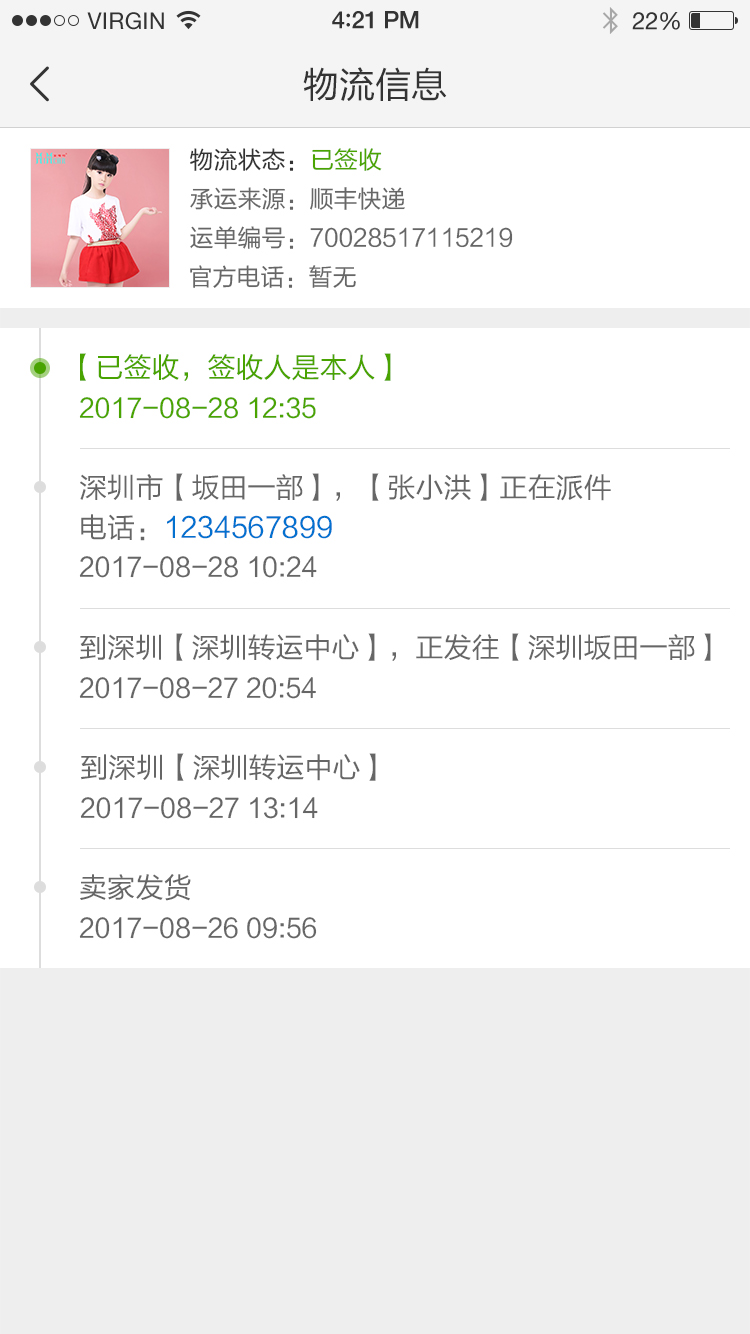 VIRGIN
4:21 PM
22%
物流信息
物流状态：已签收
承运来源：顺丰快递
运单编号：70028517115219
官方电话：暂无
【已签收，签收人是本人】
2017-08-28 12:35
深圳市【坂田一部】，【张小洪】正在派件
电话：1234567899
2017-08-28 10:24
到深圳【深圳转运中心】，正发往【深圳坂田一部】
2017-08-27 20:54
到深圳【深圳转运中心】
2017-08-27 13:14
卖家发货
2017-08-26 09:56